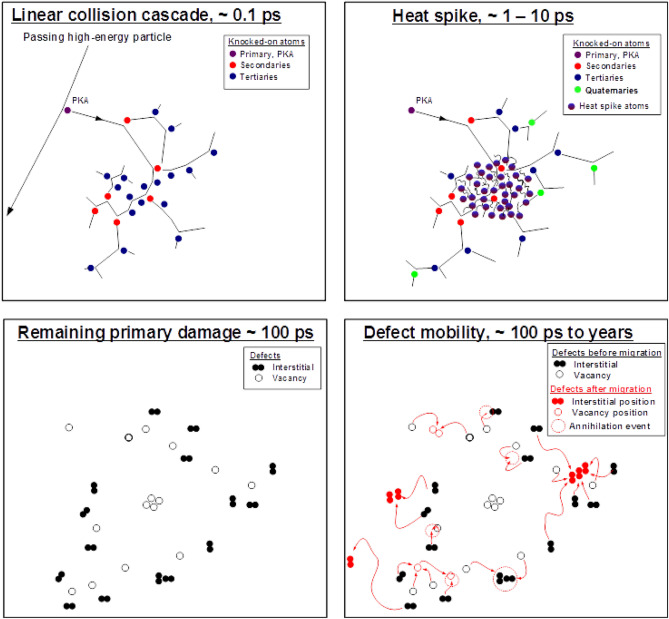 Linear collision cascade, ~ 0.1 ps
Passing high-energy particle
Knocked-on atoms
Primary, PKA
Secondaries
Tertiaries
PKA
Heat spike, ~ 1 – 10 ps
Knocked-on atoms
Primary, PKA
Secondaries
Tertiaries
Quaternaries
Heat spike atoms
PKA
Remaining primary damage ~ 100 ps
Defects
Interstitial
Vacancy
Defect mobility, ~ 100 ps to years
Defects before migration
Interstitial
Vacancy
Defects after migration
Interstitial position
Vacancy position
Annihilation event